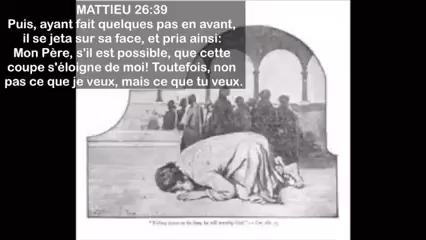 MATTIEU 26:39
Puis, ayant fait quelques pas en avant,
il se jeta sur sa face, et pria ainsi:
Mon Père, s'il est possible, que cette
coupe s'éloigne de moi! Toutefois, non
pas ce que je veux, mais ce que tu veux.